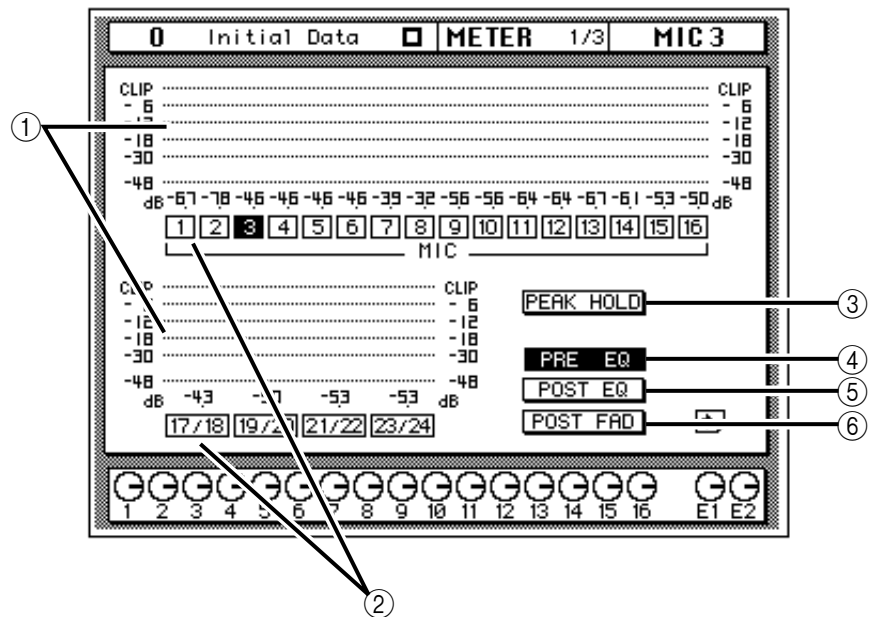 0 Initial Data METER 1/3 MIC 3
CLIP CLIP
- 6 - 6
-12 -12
-18 -18
-30 -30
-48 -48
dB -67 -78 -46 -46 -46 -46 -39 -32 -56 -56 -64 -64 -67 -61 -53 -50 dB
1 2 3 4 5 6 7 8 9 10 11 12 13 14 15 16
MIC
CLIP CLIP
- 6 - 6
-12 -12
-18 -18
-30 -30
-48 -48
dB -43 -53 -53 dB
17/18 19/20 21/22 23/24
PEAK HOLD
PRE EQ
POST EQ
POST FAD
1 2 3 4 5 6 7 8 9 10 11 12 13 14 15 16 E1 E2
①
②
③
④
⑤
⑥